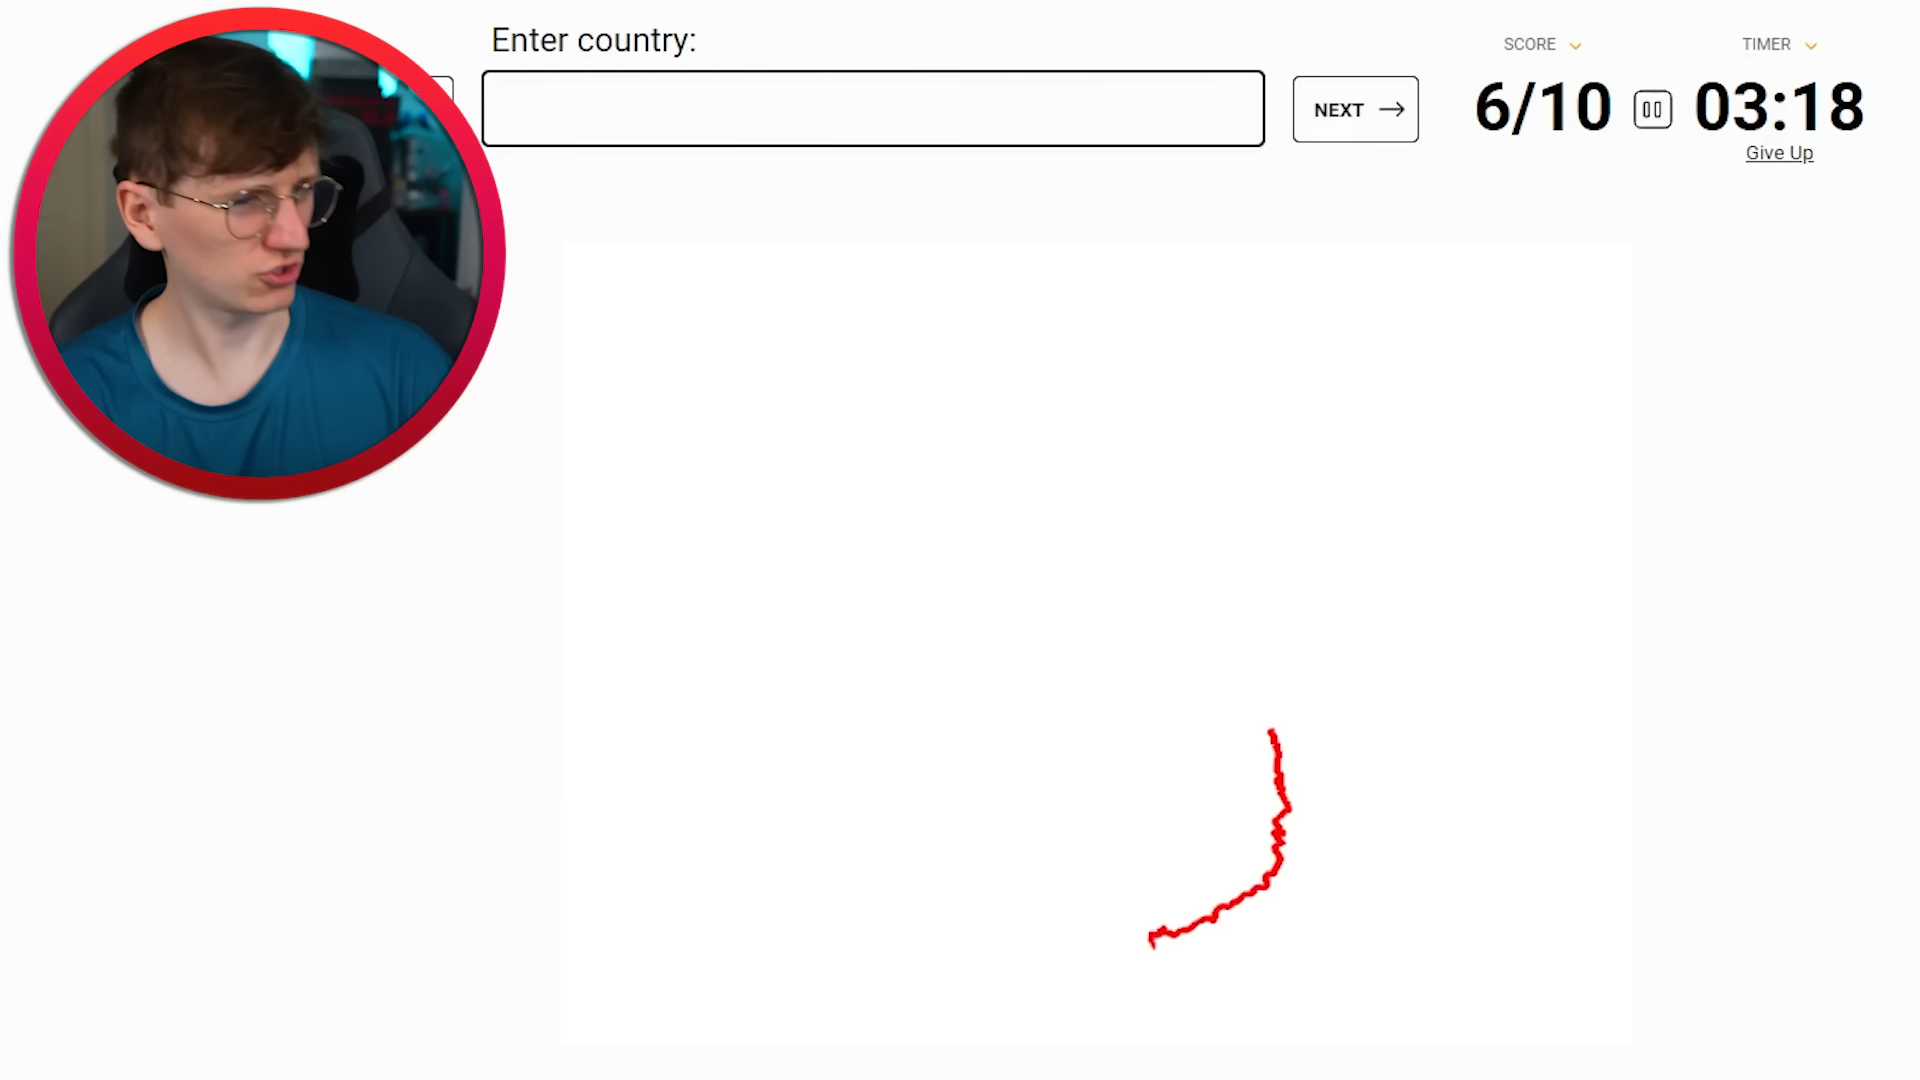 Enter country:
NEXT →
SCORE
6/10
TIMER
03:18
Give Up